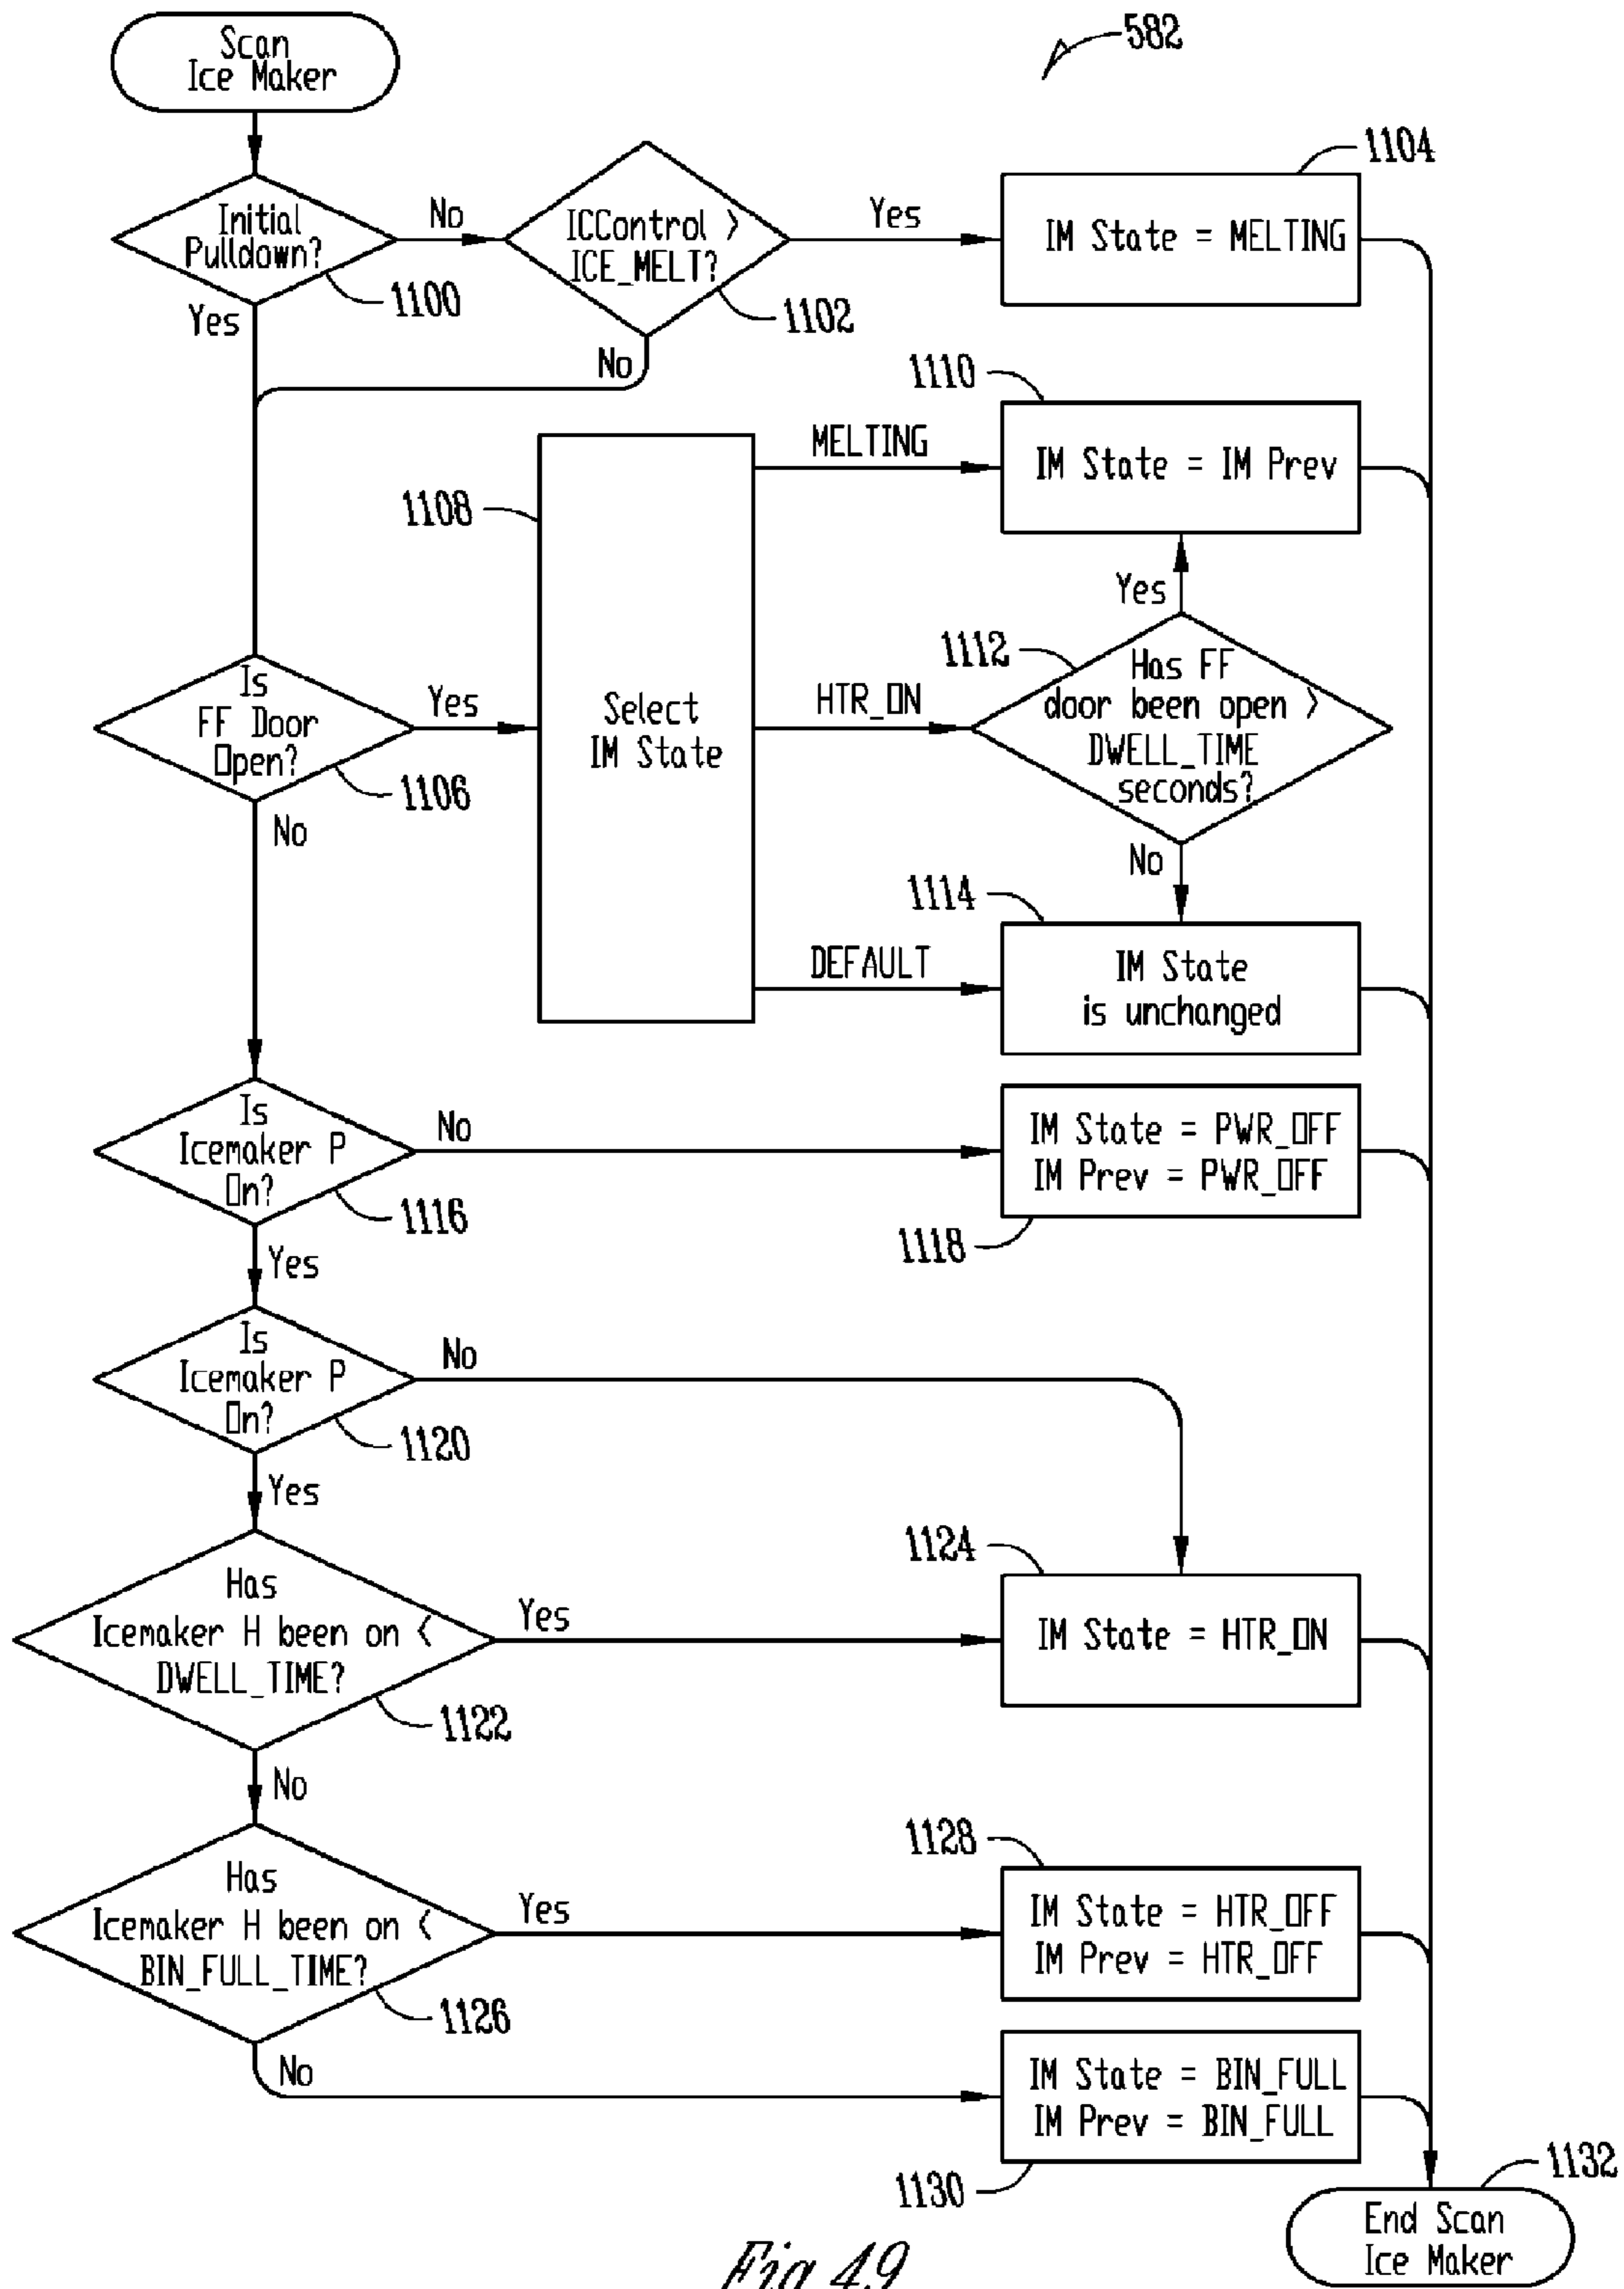 Scan
Ice Maker
582
Initial
Pulldown?
1100
No
Yes
ICControl >
ICE_MELT?
1102
Yes
No
1104
IM State = MELTING
1110
IM State = IM Prev
MELTING
1108
Select
IM State
Yes
1112
Has FF
door been open >
DWELL_TIME
seconds?
HTR_ON
No
Is
FF Door
Open?
Yes
1106
No
1114
IM State
is unchanged
DEFAULT
Is
Icemaker P
On?
No
1116
Yes
IM State = PWR_OFF
IM Prev = PWR_OFF
1118
Is
Icemaker P
On?
No
1120
Yes
1124
IM State = HTR_ON
Has
Icemaker H been on <
DWELL_TIME?
Yes
1122
No
1128
IM State = HTR_OFF
IM Prev = HTR_OFF
Has
Icemaker H been on <
BIN_FULL_TIME?
Yes
1126
No
IM State = BIN_FULL
IM Prev = BIN_FULL
1130
1132
End Scan
Ice Maker
Fig. 49